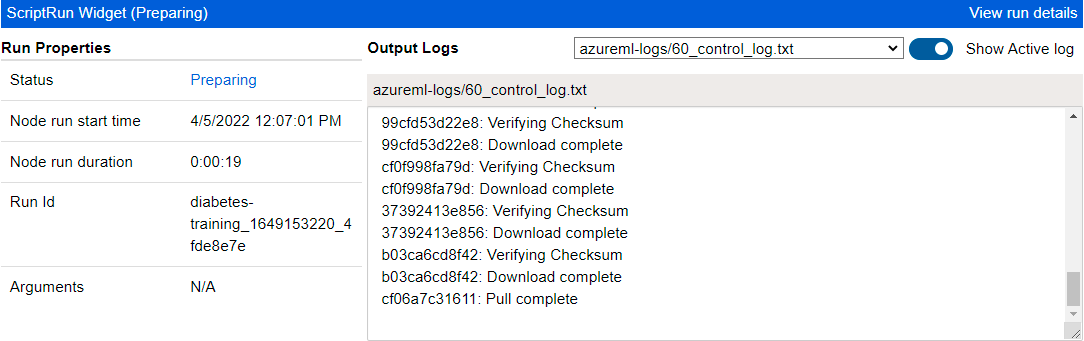 ScriptRun Widget (Preparing)
View run details
Run Properties
Status
Preparing
Node run start time
4/5/2022 12:07:01 PM
Node run duration
0:00:19
Run Id
diabetes-
training_1649153220_4
fde8e7e
Arguments
N/A
Output Logs
azureml-logs/60_control_log.txt
Show Active log
azureml-logs/60_control_log.txt
99cfd53d22e8: Verifying Checksum
99cfd53d22e8: Download complete
cf0f998fa79d: Verifying Checksum
cf0f998fa79d: Download complete
37392413e856: Verifying Checksum
37392413e856: Download complete
b03ca6cd8f42: Verifying Checksum
b03ca6cd8f42: Download complete
cf06a7c31611: Pull complete